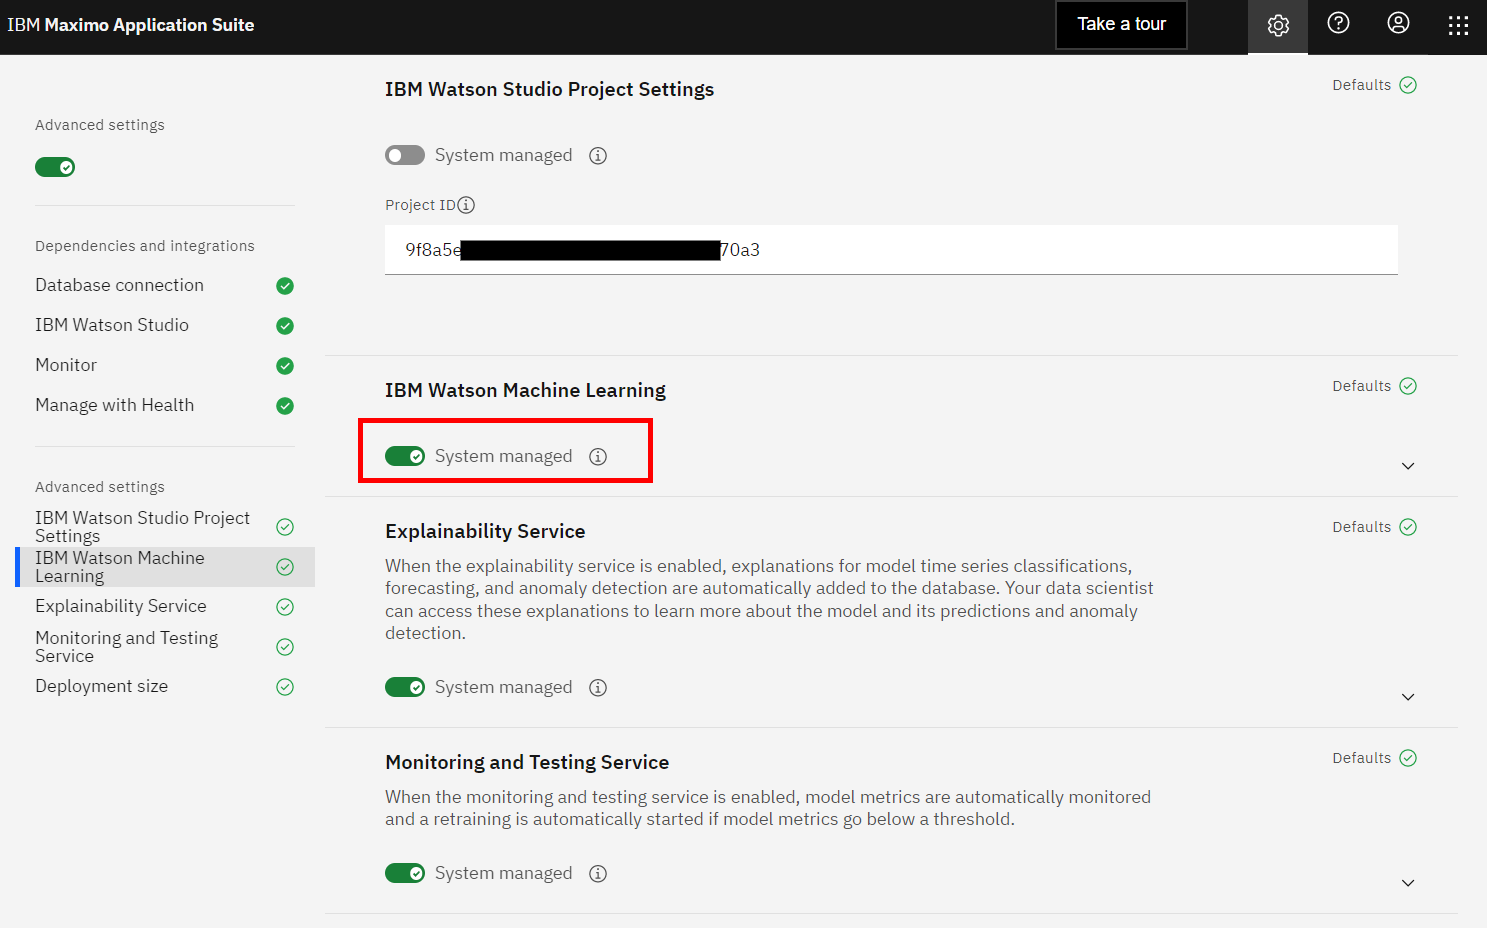 IBM Maximo Application Suite
Take a tour
Advanced settings
Dependencies and integrations
Database connection
IBM Watson Studio
Monitor
Manage with Health
Advanced settings
IBM Watson Studio Project
Settings
IBM Watson Machine
Learning
Explainability Service
Monitoring and Testing
Service
Deployment size
IBM Watson Studio Project Settings
Defaults
System managed
Project ID
9f8a5e 70a3
IBM Watson Machine Learning
Defaults
System managed
Explainability Service
Defaults
When the explainability service is enabled, explanations for model time series classifications,
forecasting, and anomaly detection are automatically added to the database. Your data scientist
can access these explanations to learn more about the model and its predictions and anomaly
detection.
System managed
Monitoring and Testing Service
Defaults
When the monitoring and testing service is enabled, model metrics are automatically monitored
and a retraining is automatically started if model metrics go below a threshold.
System managed